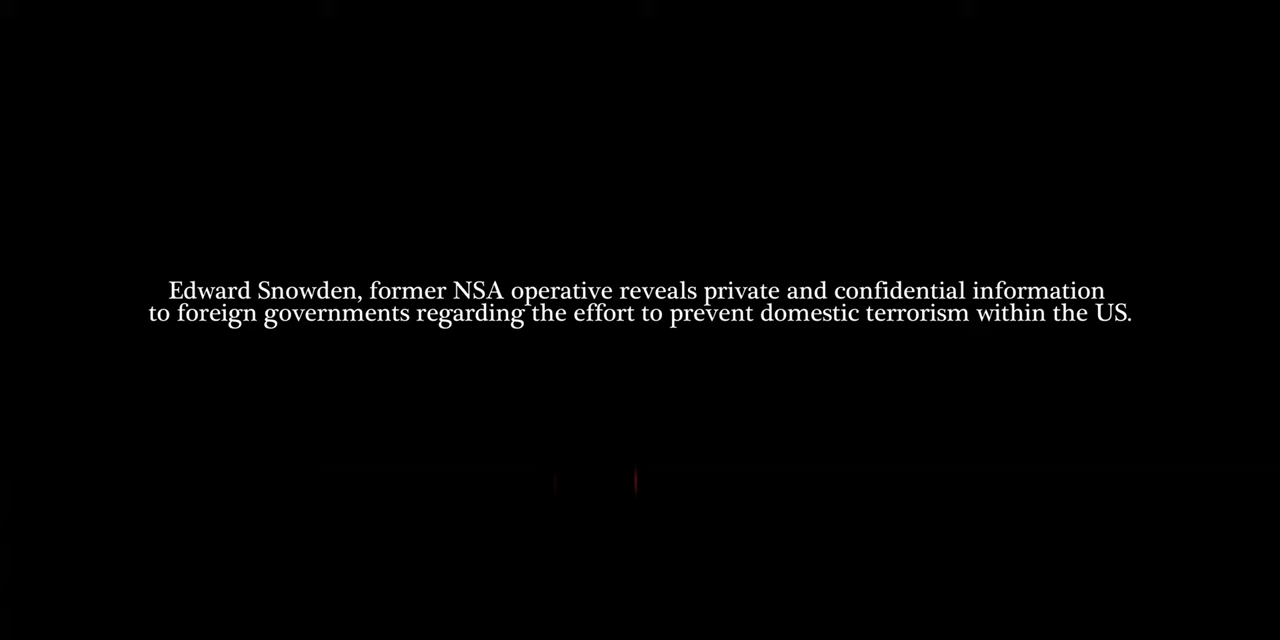 Edward Snowden, former NSA operative reveals private and confidential information
to foreign governments regarding the effort to prevent domestic terrorism within the US.